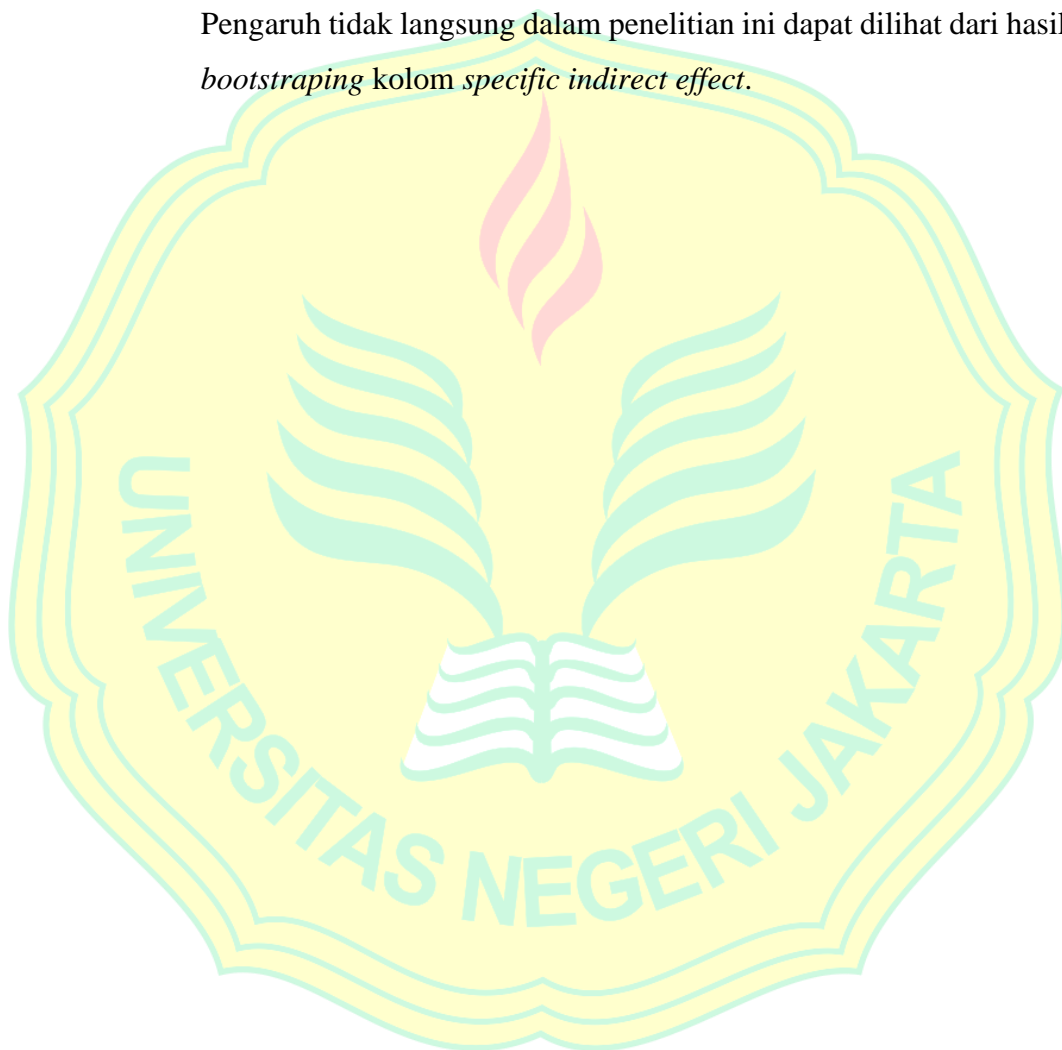 Pengaruh tidak langsung dalam penelitian ini dapat dilihat dari hasil
bootstraping kolom specific indirect effect.
UNIVERSITAS NEGERI JAKARTA